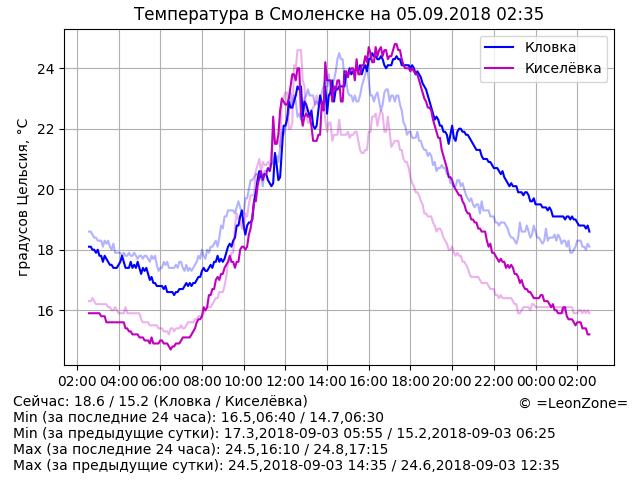 Температура в Смоленске на 05.09.2018 02:35
Кловка
Киселёвка
градусов Цельсия, °C
24
22
20
18
16
02:00 04:00 06:00 08:00 10:00 12:00 14:00 16:00 18:00 20:00 22:00 00:00 02:00
Сейчас: 18.6 / 15.2 (Кловка / Киселёвка)
© =LeonZone=
Min (за последние 24 часа): 16.5,06:40 / 14.7,06:30
Min (за предыдущие сутки): 17.3,2018-09-03 05:55 / 15.2,2018-09-03 06:25
Max (за последние 24 часа): 24.5,16:10 / 24.8,17:15
Max (за предыдущие сутки): 24.5,2018-09-03 14:35 / 24.6,2018-09-03 12:35